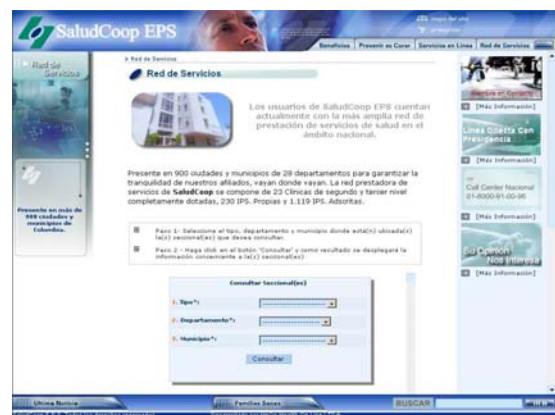 SaludCoop EPS
mapa del sitio
preguntas
Beneficios | Prevenir es Curar | Servicios en Línea | Red de Servicios
Red de
Servicios
Presente en más de
900 ciudades y
municipios de
Colombia.
> Red de Servicios
Red de Servicios
Los usuarios de SaludCoop EPS cuentan
actualmente con la más amplia red de
prestación de servicios de salud en el
ámbito nacional.
Presente en 900 ciudades y municipios de 28 departamentos para garantizar la
tranquilidad de nuestros afiliados, vayan donde vayan. La red prestadora de
servicios de SaludCoop se compone de 23 Clínicas de segundo y tercer nivel
completamente dotadas, 230 IPS. Propias y 1.119 IPS. Adscritas.
Paso 1- Seleccione el tipo, departamento y municipio donde está(n) ubicada(s)
la(s) seccional(es) que desea consultar.
Paso 2 - Haga click en el botón 'Consultar' y como resultado se desplegará la
información concerniente a la(s) seccional(es)
Consultar Seccional(es)
1. Tipo*:
2. Departamento*:
3. Municipio*:
Consultar
Siempre en Contacto
[Más Información]
Línea Directa Con
Presidencia
[Más Información]
Call Center Nacional
01-8000-91-00-96
[Más Información]
Su Opinión
Nos Interesa
[Más Información]
Ultima Noticia
Familias Sanas
BUSCAR